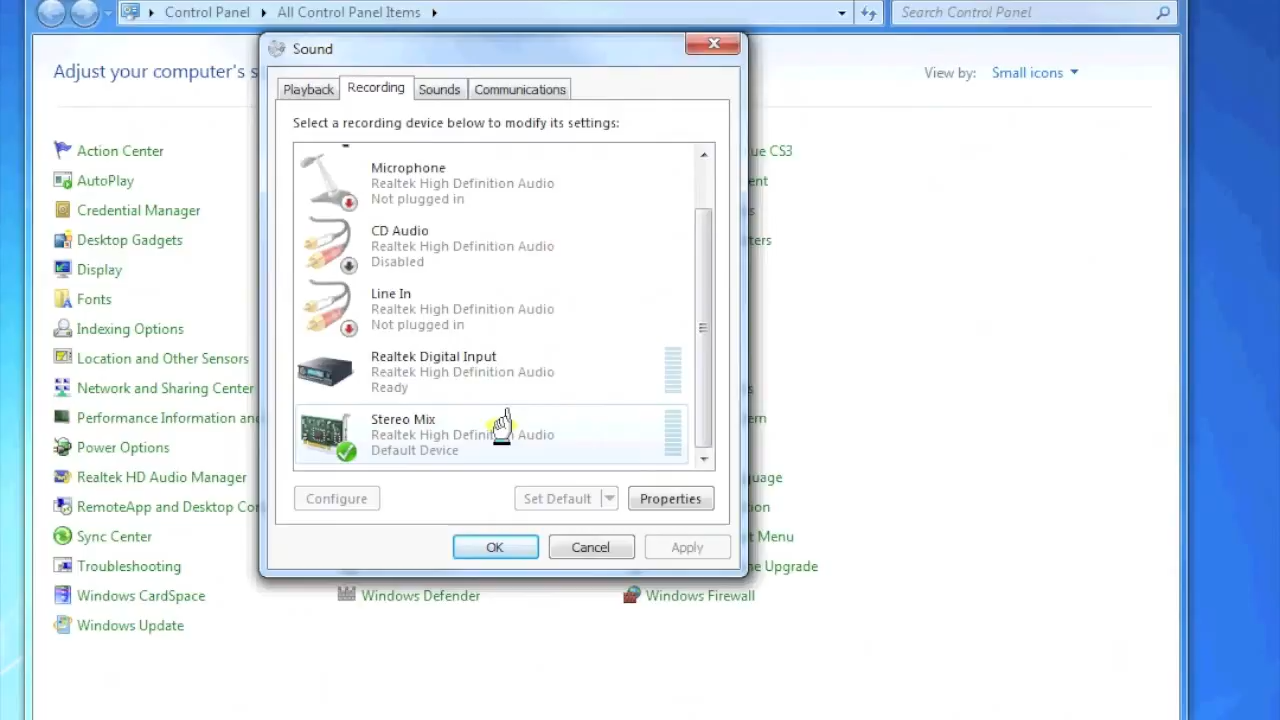 Control Panel
All Control Panel Items
Search Control Panel
Sound
Adjust your computer's s
View by:
Small icons
Playback
Recording
Sounds
Communications
Select a recording device below to modify its settings:
Microphone
Realtek High Definition Audio
Not plugged in
CD Audio
Realtek High Definition Audio
Disabled
Line In
Realtek High Definition Audio
Not plugged in
Realtek Digital Input
Realtek High Definition Audio
Ready
Stereo Mix
Realtek High Definition Audio
Default Device
Configure
Set Default
Properties
OK
Cancel
Apply
Action Center
AutoPlay
Credential Manager
Desktop Gadgets
Display
Fonts
Indexing Options
Location and Other Sensors
Network and Sharing Center
Performance Information an
Power Options
Realtek HD Audio Manager
RemoteApp and Desktop Co
Sync Center
Troubleshooting
Windows CardSpace
Windows Update
Windows Defender
ue CS3
ent
ters
em
uage
ion
t Menu
ne Upgrade
Windows Firewall